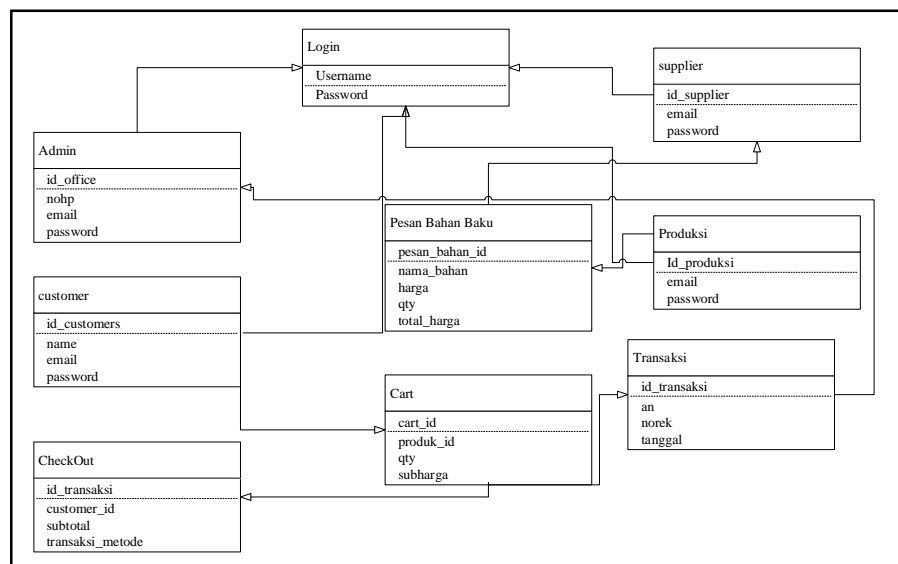 Login
Username
Password
supplier
id_supplier
email
password
Admin
id_office
nohp
email
password
Pesan Bahan Baku
pesan_bahan_id
nama_bahan
harga
qty
total_harga
Produksi
Id_produksi
email
password
customer
id_customers
name
email
password
Transaksi
id_transaksi
an
norek
tanggal
Cart
cart_id
produk_id
qty
subharga
CheckOut
id_transaksi
customer_id
subtotal
transaksi_metode